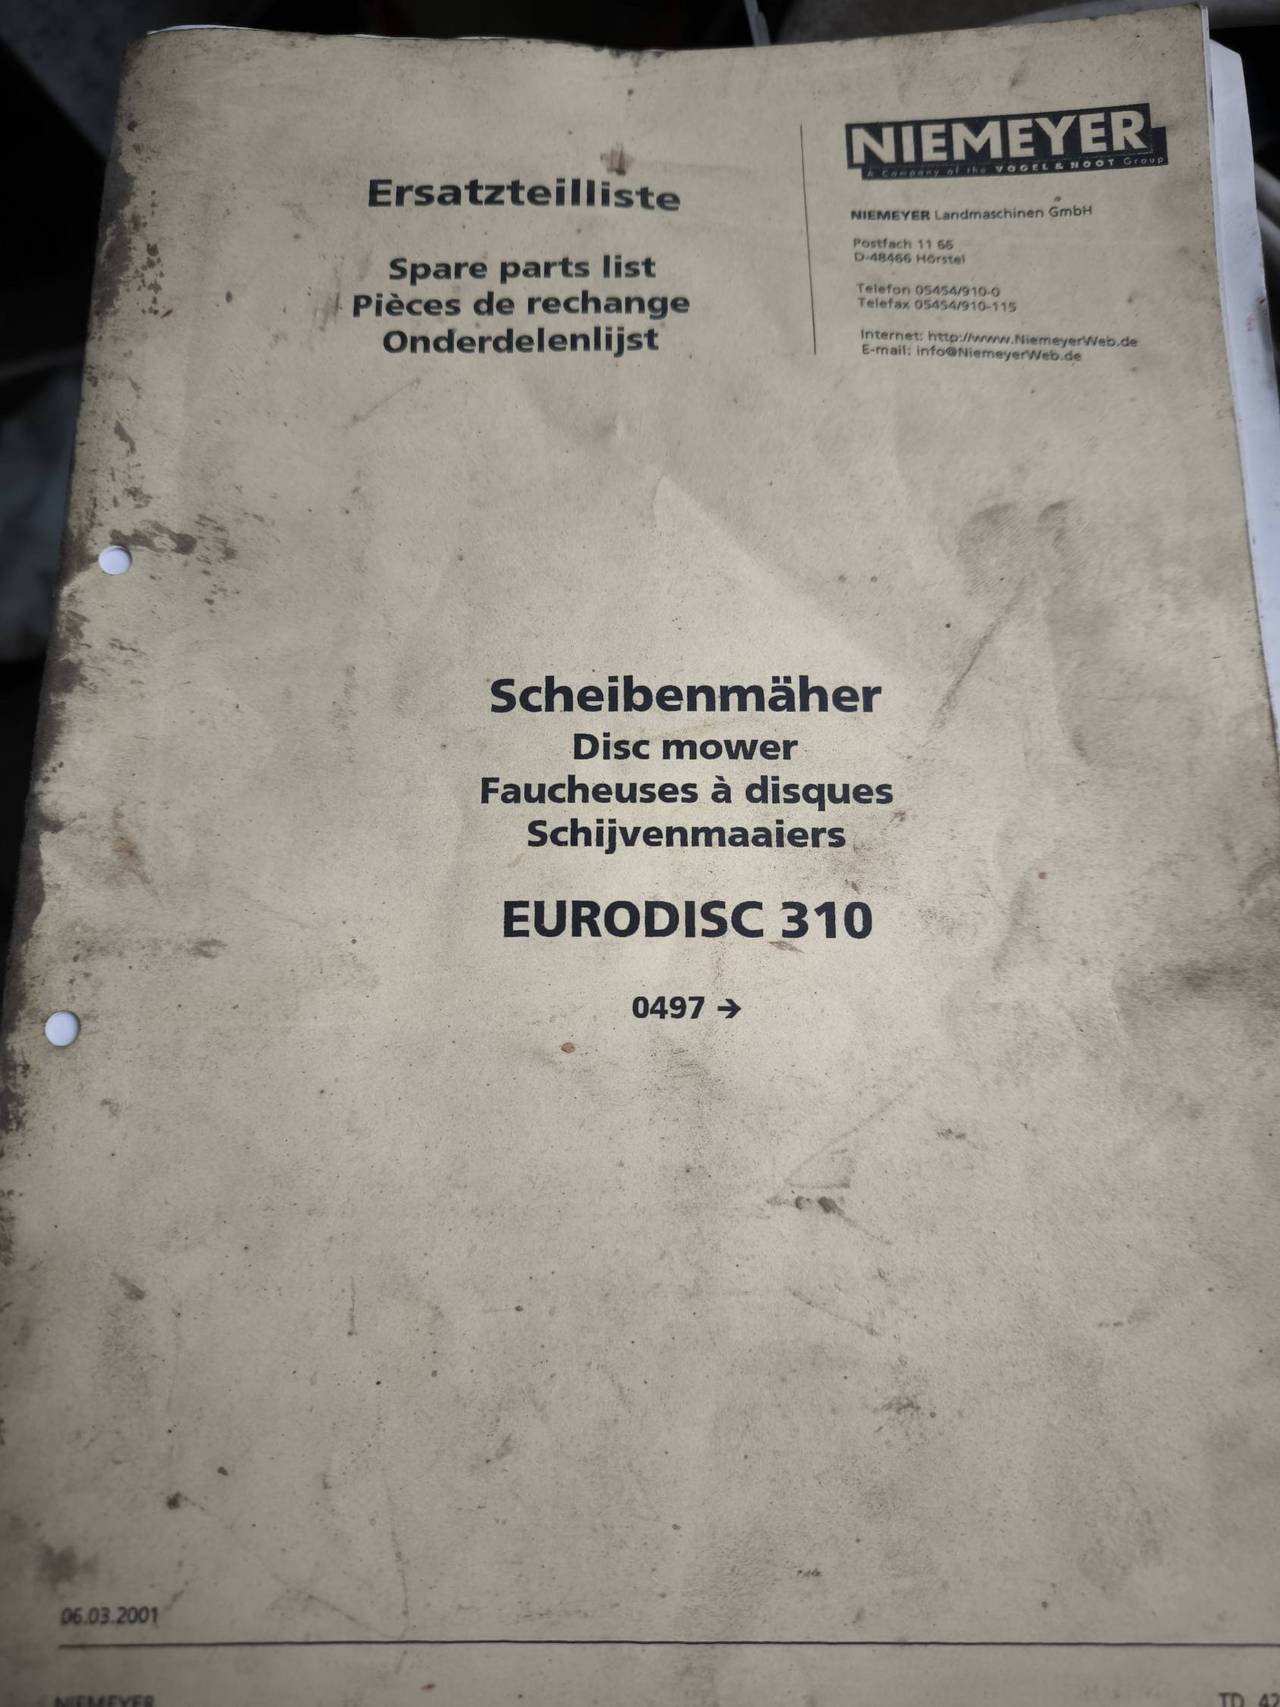 Ersatzteilliste
Spare parts list
Pièces de rechange
Onderdelenlijst
NIEMEYER
A Company of the VOGEL & NOOT Group
NIEMEYER Landmaschinen GmbH
Postfach 11 65
D-48466 Hörstel
Telefon 05454/910-0
Telefax 05454/910-115
Internet: http://www.NiemeyerWeb.de
E-mail: info@NiemeyerWeb.de
Scheibenmäher
Disc mower
Faucheuses à disques
Schijvenmaaiers
EURODISC 310
0497 →
06.03.2001
NIEMEYER
TD